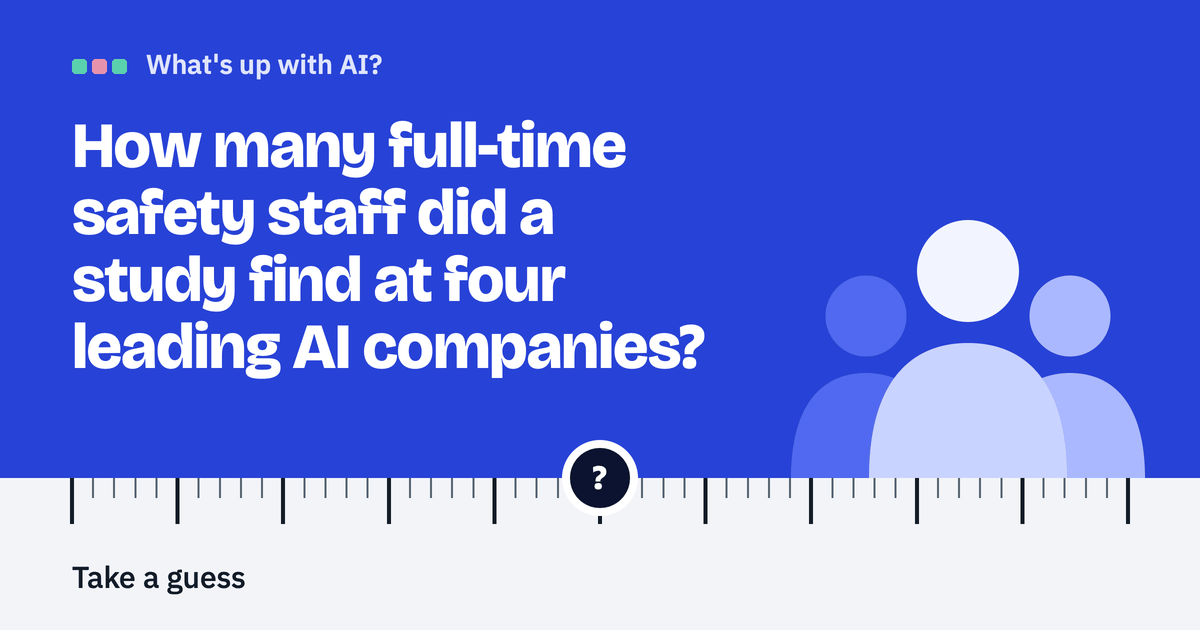 What's up with AI?
How many full-time
safety staff did a
study find at four
leading AI companies?
?
Take a guess